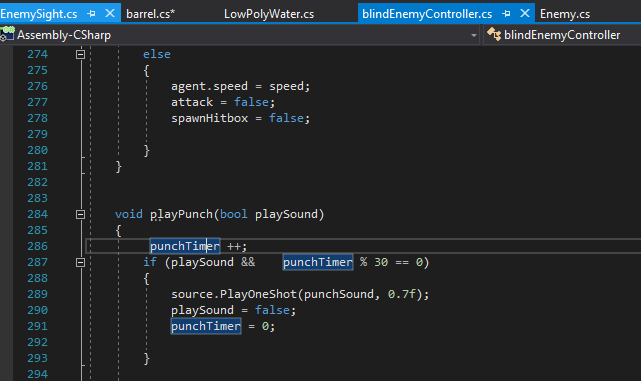 EnemySight.cs barrel.cs* LowPolyWater.cs blindEnemyController.cs Enemy.cs
Assembly-CSharp blindEnemyController
274 else
275 {
276 agent.speed = speed;
277 attack = false;
278 spawnHitbox = false;
279
280 }
281 }
282
283
284 void playPunch(bool playSound)
285 {
286 punchTimer ++;
287 if (playSound && punchTimer % 30 == 0)
288 {
289 source.PlayOneShot(punchSound, 0.7f);
290 playSound = false;
291 punchTimer = 0;
292
293 }
294